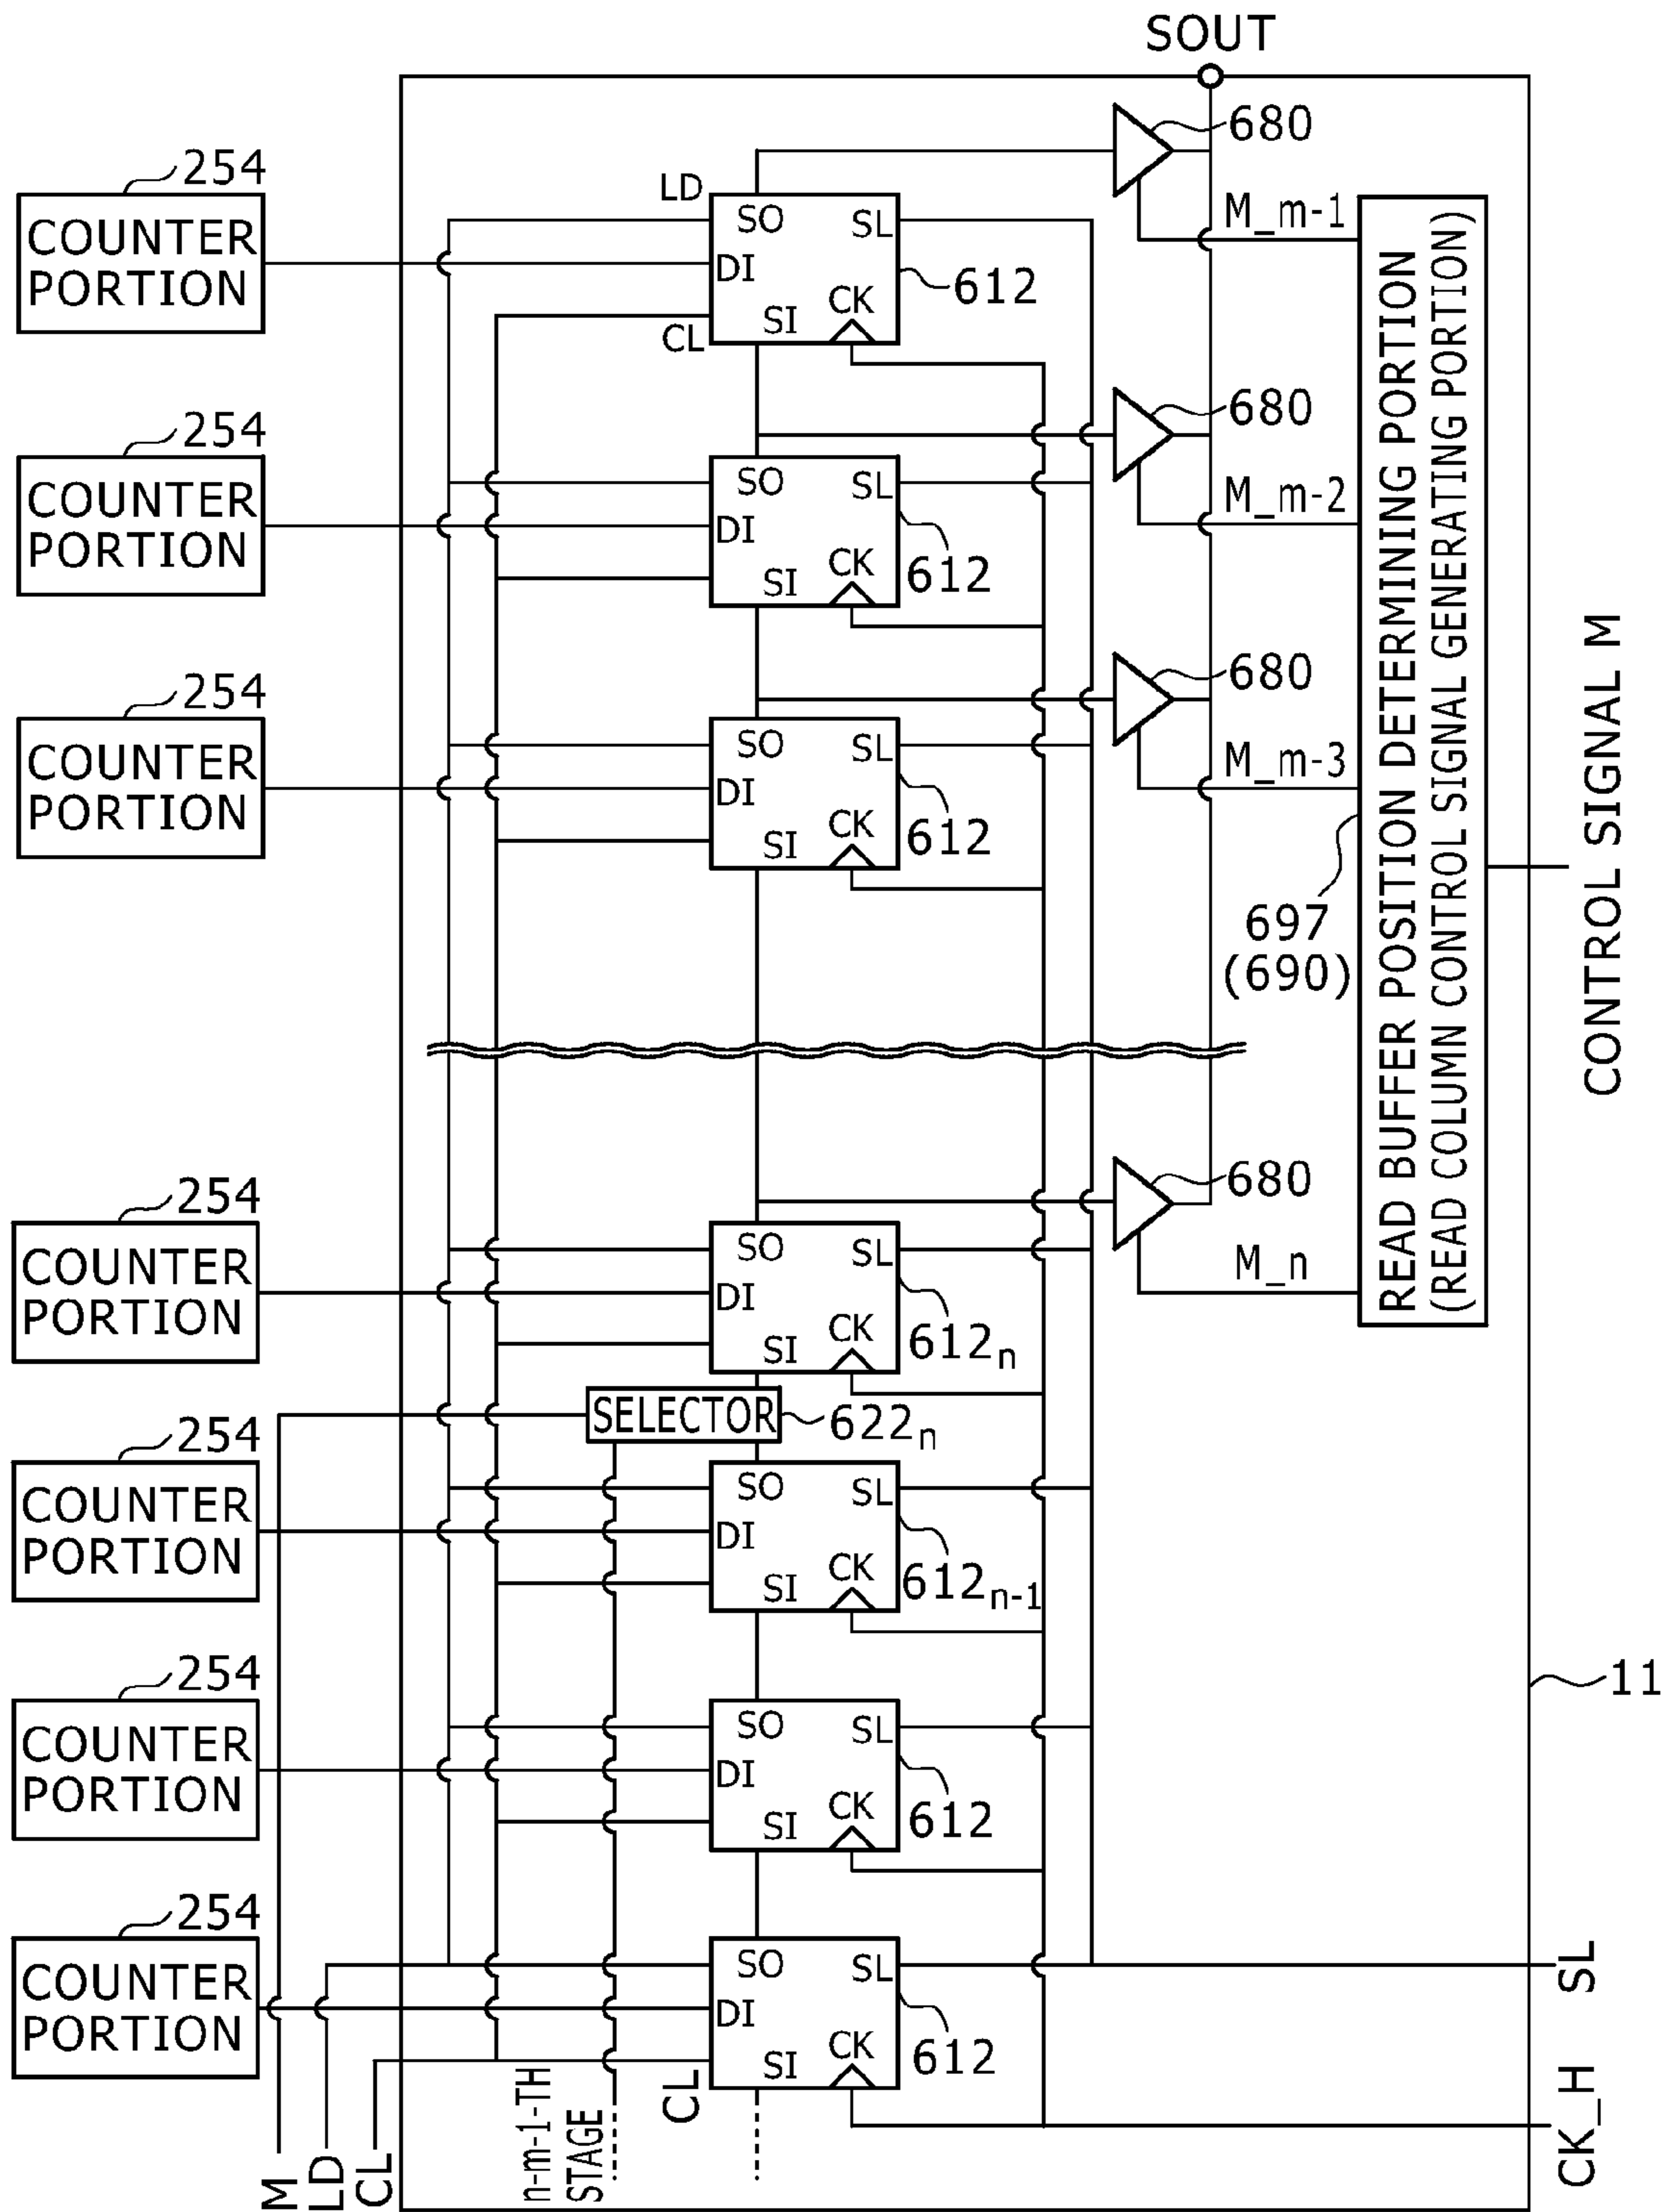 SOUT
680
254
COUNTER
PORTION
LD
SO
SL
DI
SI
CK
CL
612
M_m-1
680
254
COUNTER
PORTION
SO
SL
DI
SI
CK
612
M_m-2
680
254
COUNTER
PORTION
SO
SL
DI
SI
CK
612
M_m-3
697
(690)
READ BUFFER POSITION DETERMINING PORTION
(READ COLUMN CONTROL SIGNAL GENERATING PORTION)
CONTROL SIGNAL M
680
254
COUNTER
PORTION
SO
SL
DI
SI
CK
612n
M_n
SELECTOR
622n
254
COUNTER
PORTION
SO
SL
DI
SI
CK
612n-1
254
COUNTER
PORTION
SO
SL
DI
SI
CK
612
11
254
COUNTER
PORTION
SO
SL
DI
SI
CK
612
M
LD
CL
n-m-1-TH
STAGE
CL
CK_H
SL